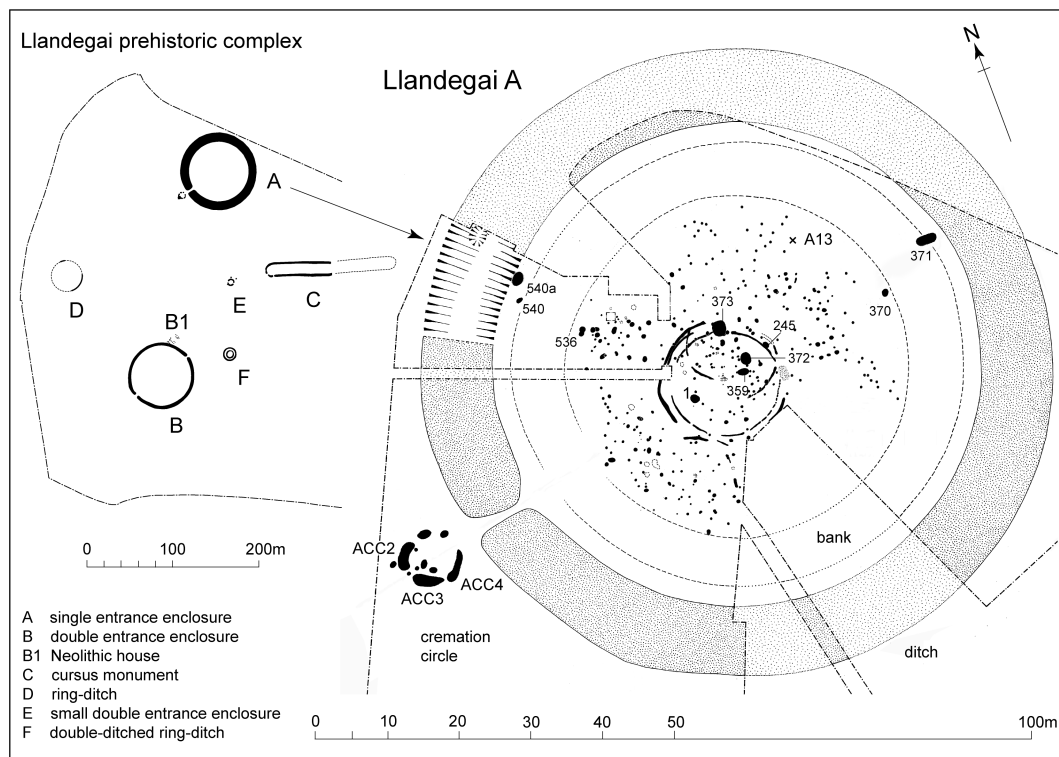 Llandegai prehistoric complex
Llandegai A
N
A
A13
371
540a
540
370
373
245
536
372
359
1
D
E
C
B1
F
B
bank
ACC2
ACC4
ACC3
cremation
circle
ditch
0 100 200m
A single entrance enclosure
B double entrance enclosure
B1 Neolithic house
C cursus monument
D ring-ditch
E small double entrance enclosure
F double-ditched ring-ditch
0 10 20 30 40 50 100m